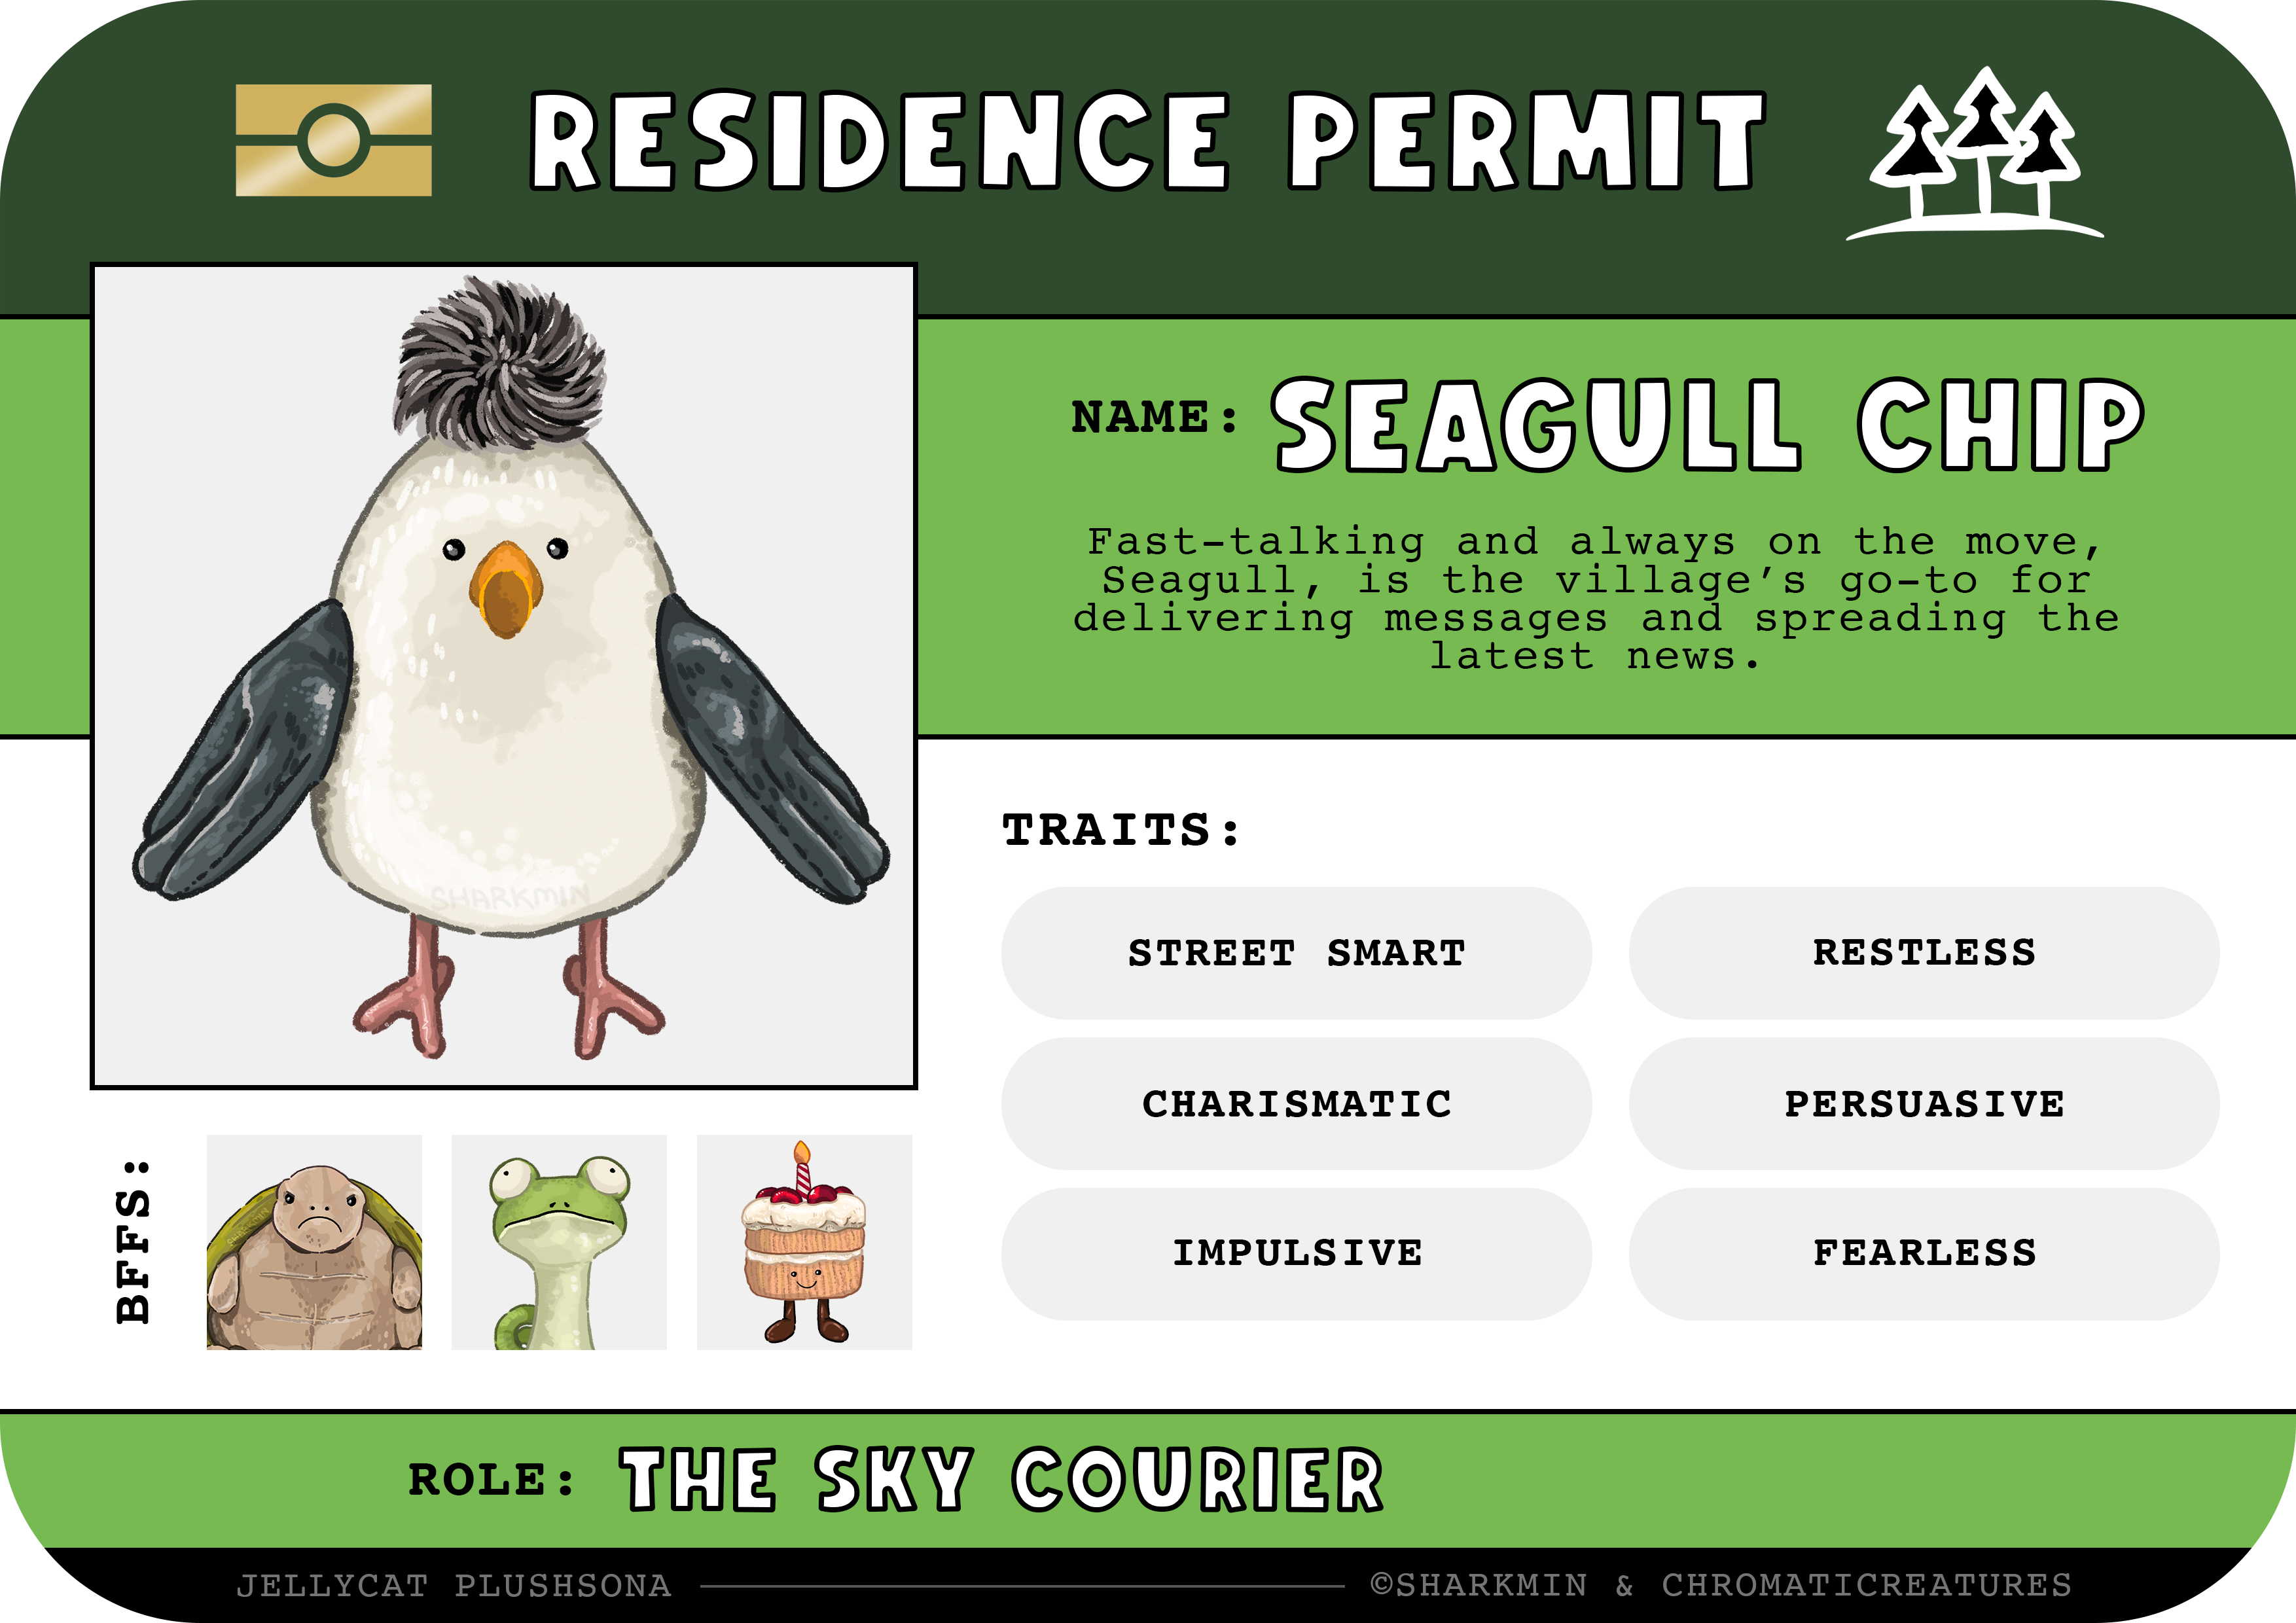 RESIDENCE PERMIT
NAME: SEAGULL CHIP
Fast-talking and always on the move,
Seagull, is the village’s go-to for
delivering messages and spreading the
latest news.
SHARKMIN
TRAITS:
STREET SMART
RESTLESS
CHARISMATIC
PERSUASIVE
IMPULSIVE
FEARLESS
BFFS:
ROLE: THE SKY COURIER
JELLYCAT PLUSHSONA
©SHARKMIN & CHROMATICREATURES